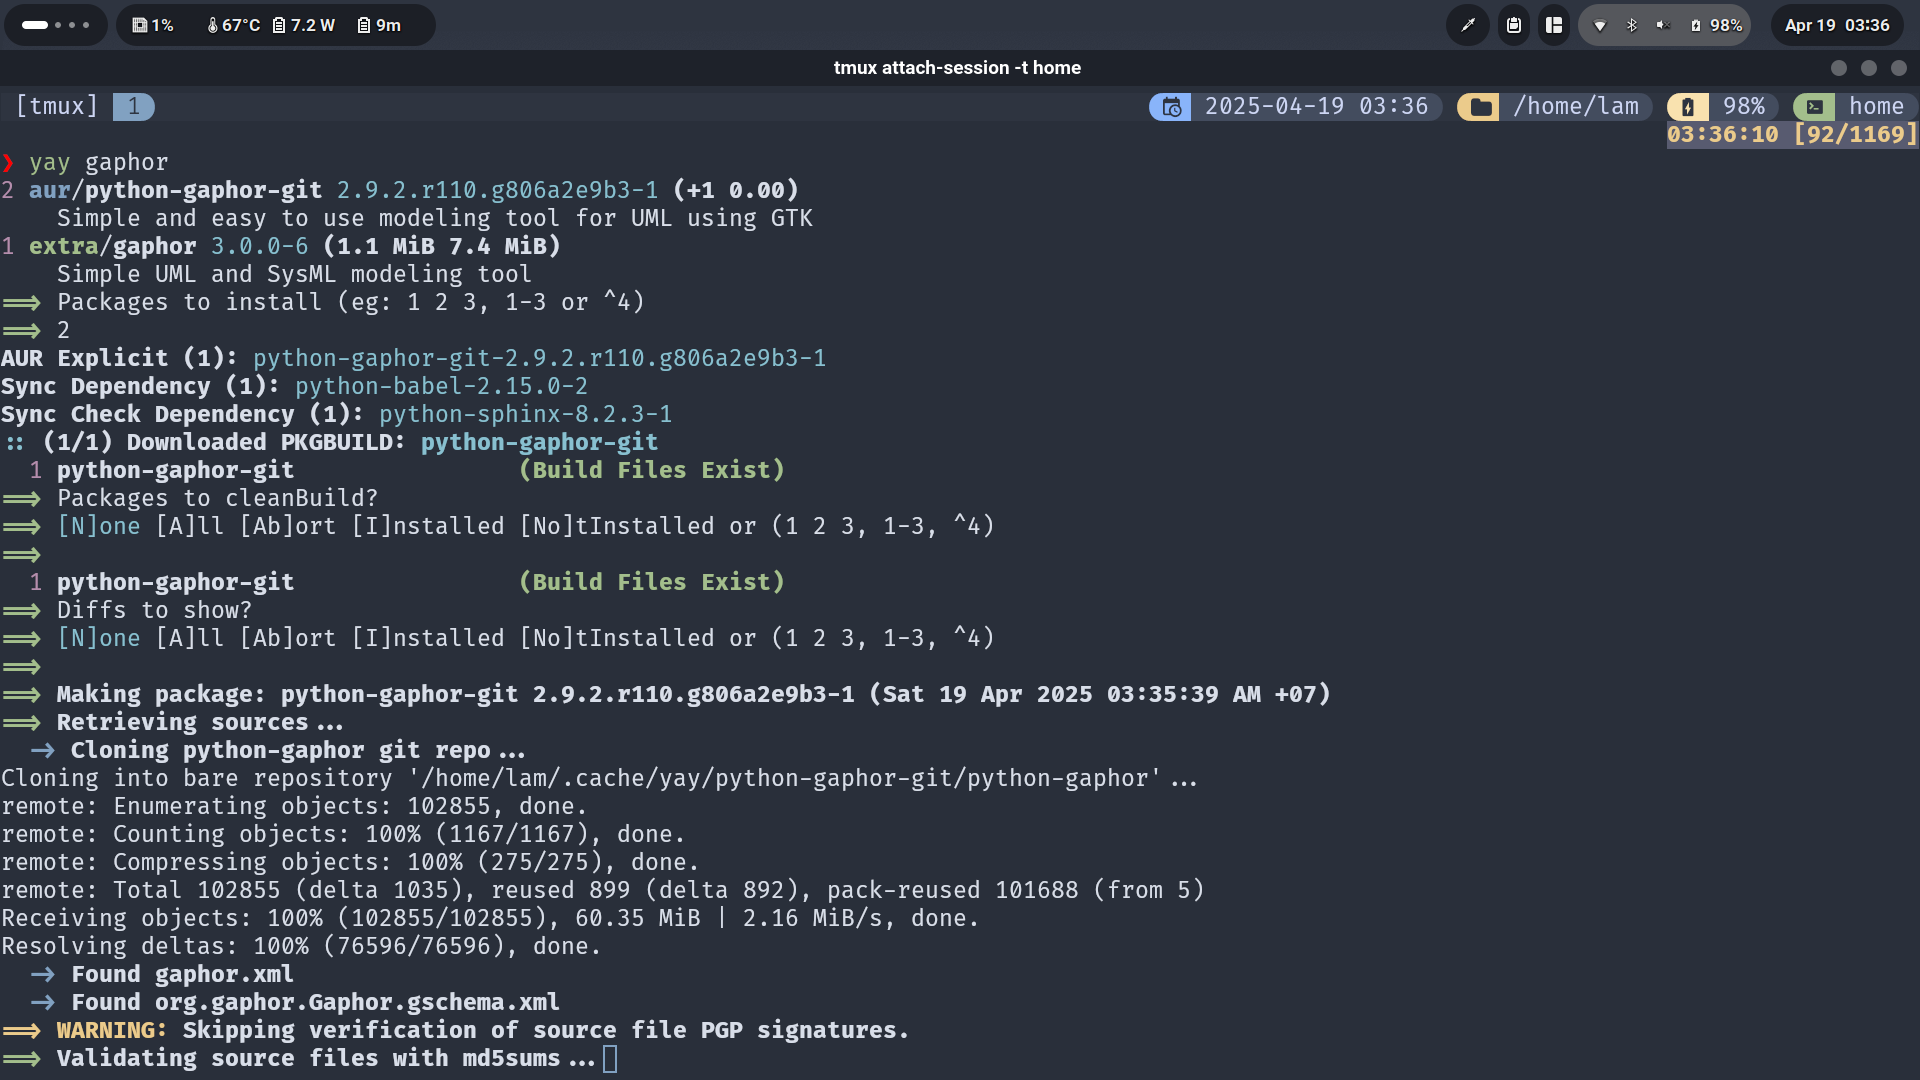 1% 67°C 7.2 W 9m 98% Apr 19 03:36
tmux attach-session -t home
[tmux] 1 2025-04-19 03:36 /home/lam 98% home
03:36:10 [92/1169]
❯ yay gaphor
2 aur/python-gaphor-git 2.9.2.r110.g806a2e9b3-1 (+1 0.00)
Simple and easy to use modeling tool for UML using GTK
1 extra/gaphor 3.0.0-6 (1.1 MiB 7.4 MiB)
Simple UML and SysML modeling tool
==> Packages to install (eg: 1 2 3, 1-3 or ^4)
==> 2
AUR Explicit (1): python-gaphor-git-2.9.2.r110.g806a2e9b3-1
Sync Dependency (1): python-babel-2.15.0-2
Sync Check Dependency (1): python-sphinx-8.2.3-1
:: (1/1) Downloaded PKGBUILD: python-gaphor-git
1 python-gaphor-git (Build Files Exist)
==> Packages to cleanBuild?
==> [N]one [A]ll [Ab]ort [I]nstalled [No]tInstalled or (1 2 3, 1-3, ^4)
==>
1 python-gaphor-git (Build Files Exist)
==> Diffs to show?
==> [N]one [A]ll [Ab]ort [I]nstalled [No]tInstalled or (1 2 3, 1-3, ^4)
==>
==> Making package: python-gaphor-git 2.9.2.r110.g806a2e9b3-1 (Sat 19 Apr 2025 03:35:39 AM +07)
==> Retrieving sources...
-> Cloning python-gaphor git repo...
Cloning into bare repository '/home/lam/.cache/yay/python-gaphor-git/python-gaphor'...
remote: Enumerating objects: 102855, done.
remote: Counting objects: 100% (1167/1167), done.
remote: Compressing objects: 100% (275/275), done.
remote: Total 102855 (delta 1035), reused 899 (delta 892), pack-reused 101688 (from 5)
Receiving objects: 100% (102855/102855), 60.35 MiB | 2.16 MiB/s, done.
Resolving deltas: 100% (76596/76596), done.
-> Found gaphor.xml
-> Found org.gaphor.Gaphor.gschema.xml
==> WARNING: Skipping verification of source file PGP signatures.
==> Validating source files with md5sums...